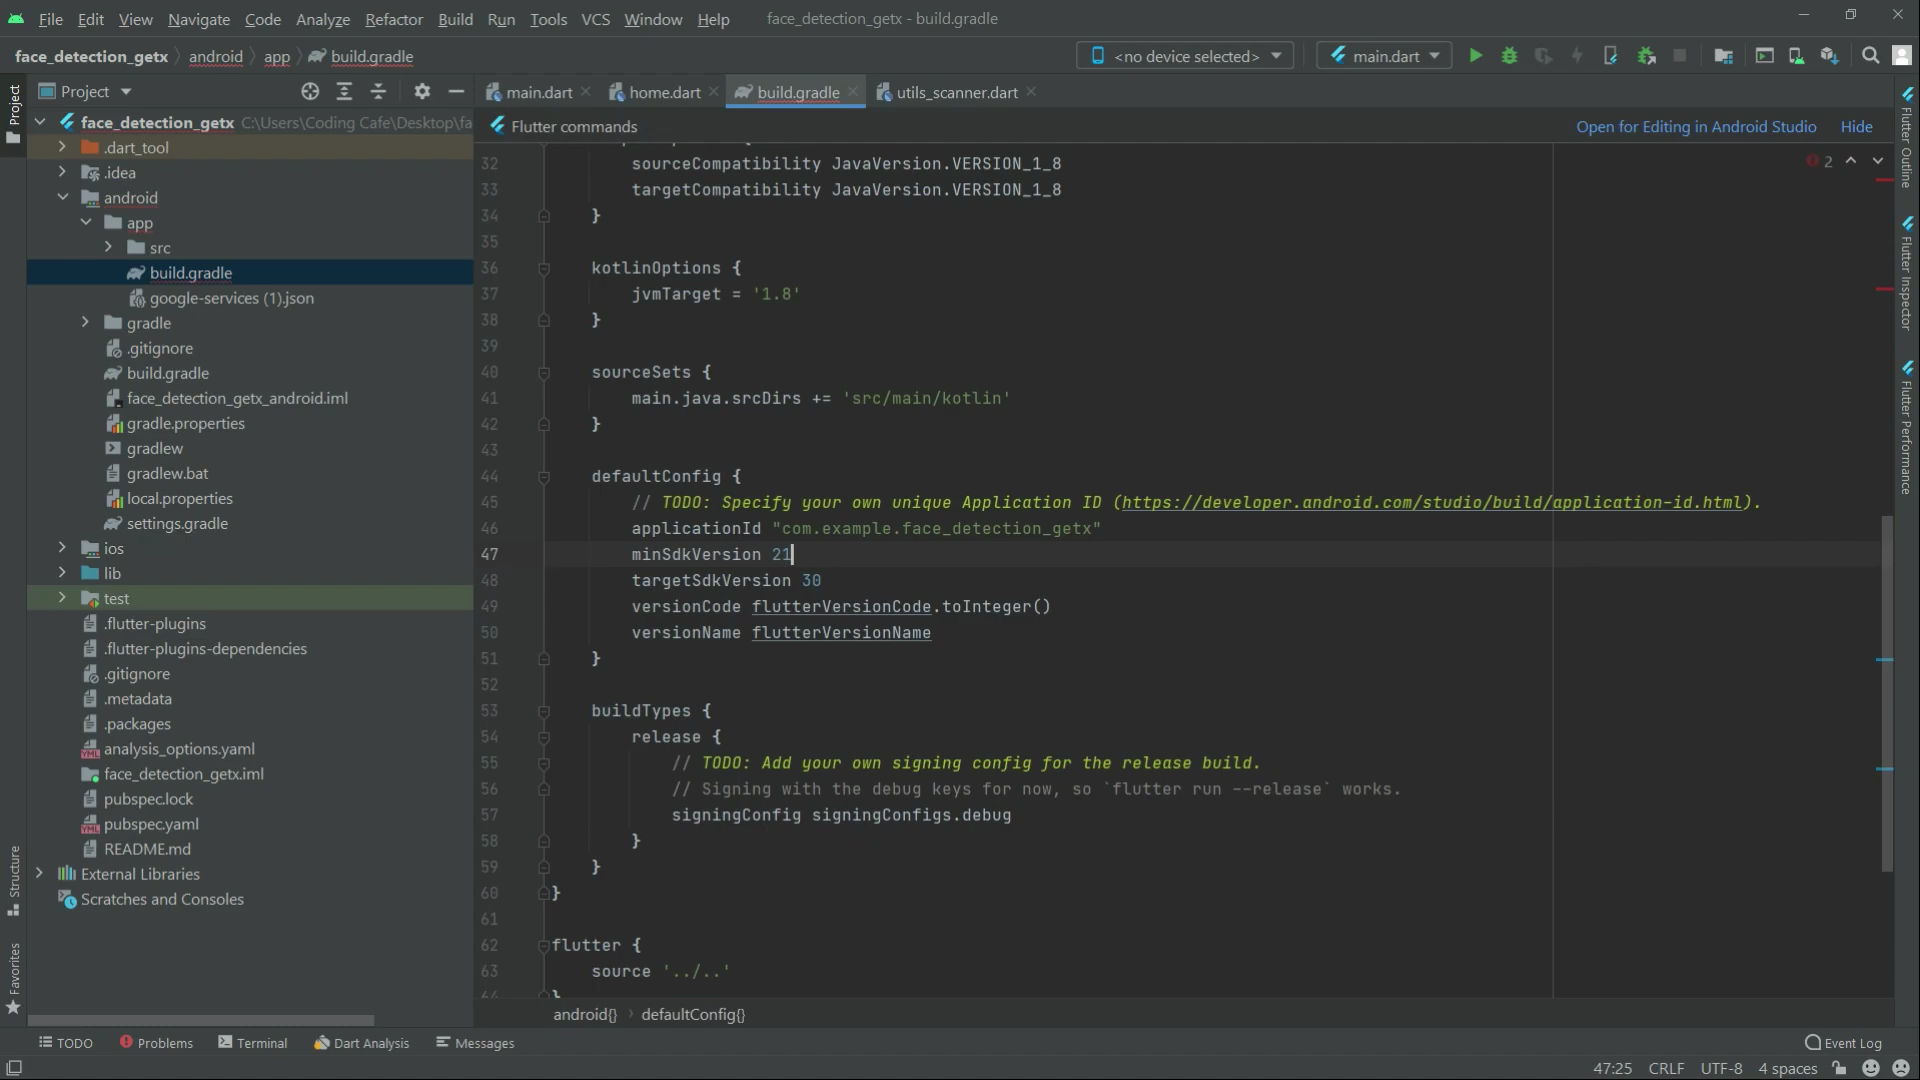 File Edit View Navigate Code Analyze Refactor Build Run Tools VCS Window Help face_detection_getx - build.gradle
face_detection_getx android app build.gradle <no device selected> main.dart
Project
main.dart home.dart build.gradle utils_scanner.dart
Flutter commands Open for Editing in Android Studio Hide
Project
Structure
Favorites
face_detection_getx C:\Users\Coding Cafe\Desktop\fa
.dart_tool
.idea
android
app
src
build.gradle
google-services (1).json
gradle
.gitignore
build.gradle
face_detection_getx_android.iml
gradle.properties
gradlew
gradlew.bat
local.properties
settings.gradle
ios
lib
test
.flutter-plugins
.flutter-plugins-dependencies
.gitignore
.metadata
.packages
analysis_options.yaml
face_detection_getx.iml
pubspec.lock
pubspec.yaml
README.md
External Libraries
Scratches and Consoles
2
32 sourceCompatibility JavaVersion.VERSION_1_8
33 targetCompatibility JavaVersion.VERSION_1_8
34 }
35
36 kotlinOptions {
37 jvmTarget = '1.8'
38 }
39
40 sourceSets {
41 main.java.srcDirs += 'src/main/kotlin'
42 }
43
44 defaultConfig {
45 // TODO: Specify your own unique Application ID (https://developer.android.com/studio/build/application-id.html).
46 applicationId "com.example.face_detection_getx"
47 minSdkVersion 21
48 targetSdkVersion 30
49 versionCode flutterVersionCode.toInteger()
50 versionName flutterVersionName
51 }
52
53 buildTypes {
54 release {
55 // TODO: Add your own signing config for the release build.
56 // Signing with the debug keys for now, so `flutter run --release` works.
57 signingConfig signingConfigs.debug
58 }
59 }
60 }
61
62 flutter {
63 source '../..'
64 }
android{} defaultConfig{}
Flutter Outline
Flutter Inspector
Flutter Performance
TODO Problems Terminal Dart Analysis Messages Event Log
47:25 CRLF UTF-8 4 spaces